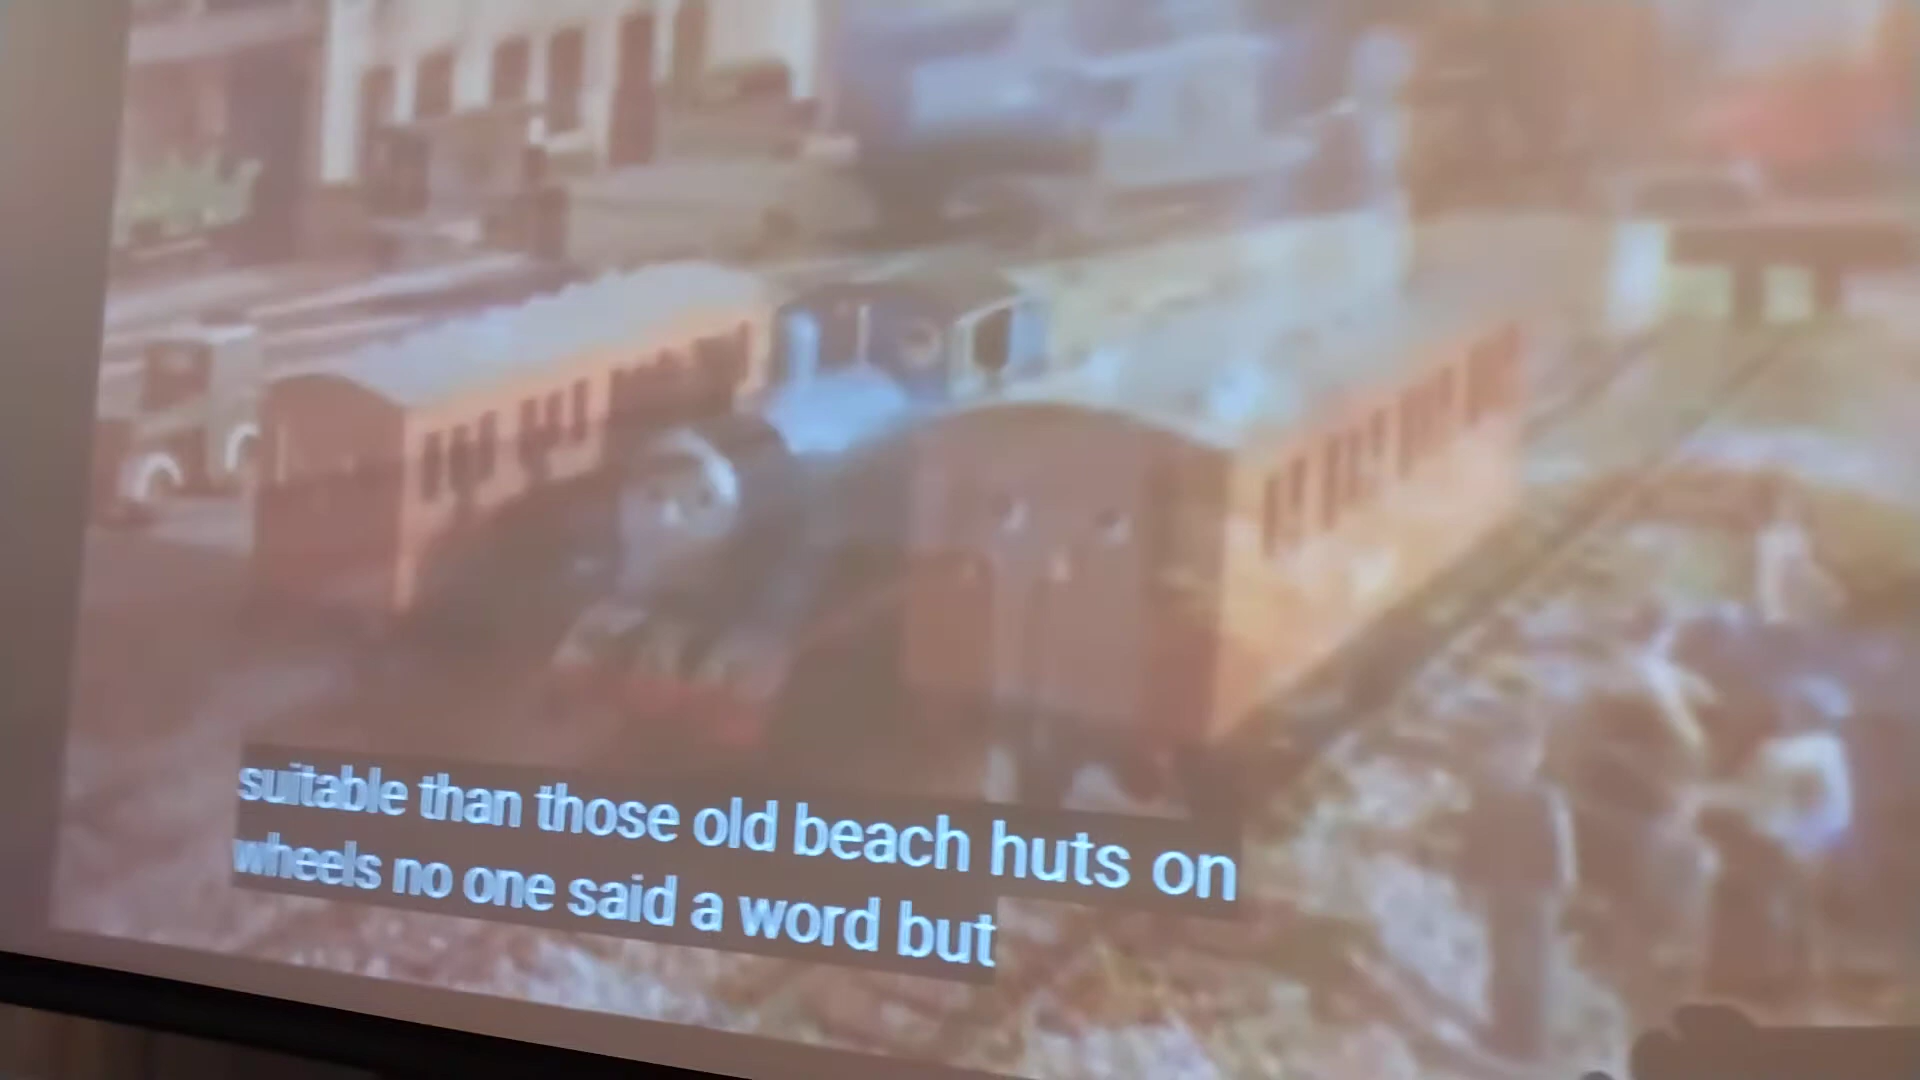 suitable than those old beach huts on
wheels no one said a word but